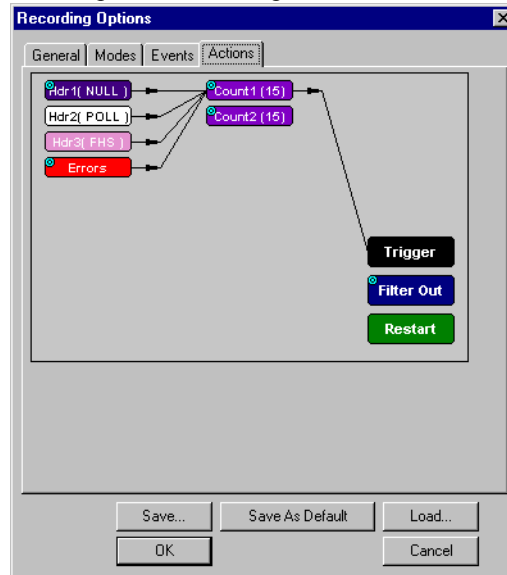 Recording Options
General Modes Events Actions
Hdr1( NULL ) Count1 (15)
Hdr2( POLL ) Count2 (15)
Hdr3( FHS )
Errors
Trigger
Filter Out
Restart
Save... Save As Default Load...
OK Cancel